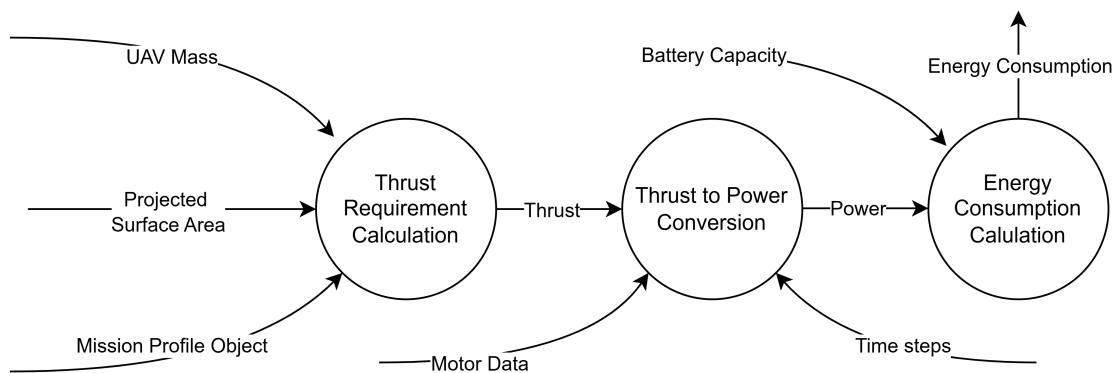 UAV Mass
Battery Capacity
Energy Consumption
Projected
Surface Area
Thrust
Requirement
Calculation
Thrust
Thrust to Power
Conversion
Power
Energy
Consumption
Calulation
Mission Profile Object
Motor Data
Time steps